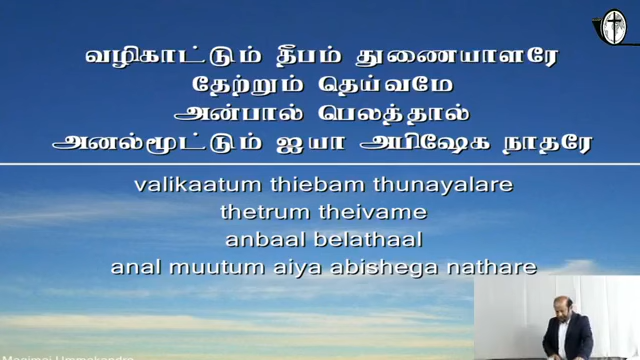 வழிகாட்டும் தீபம் துணையாளரே
தேற்றும் தெய்வமே
அன்பால் பெலத்தால்
அனல்மூட்டும் ஐயா அபிஷேக நாதரே
valikaatum thiebam thunayalare
thetrum theivame
anbaal belathaal
anal muutum aiya abishega nathare